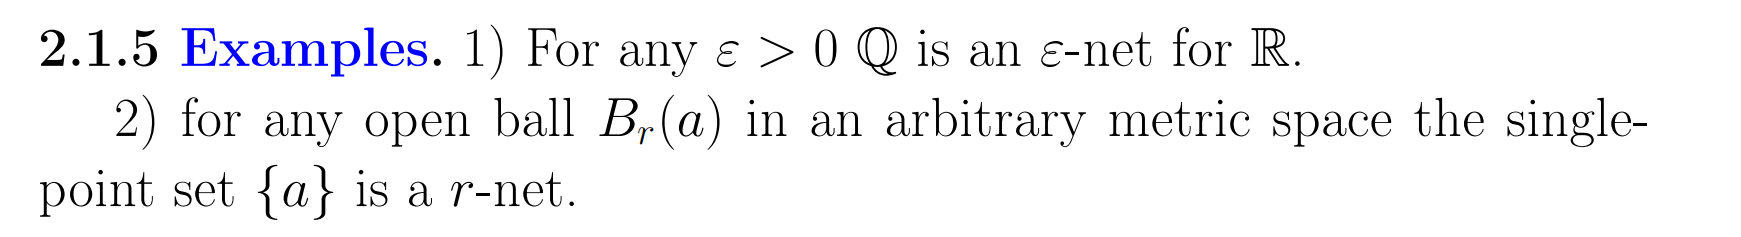 2.1.5 Examples. 1) For any ε > 0 ℚ is an ε-net for ℝ.
2) for any open ball Bᵣ(a) in an arbitrary metric space the single-
point set {a} is a r-net.